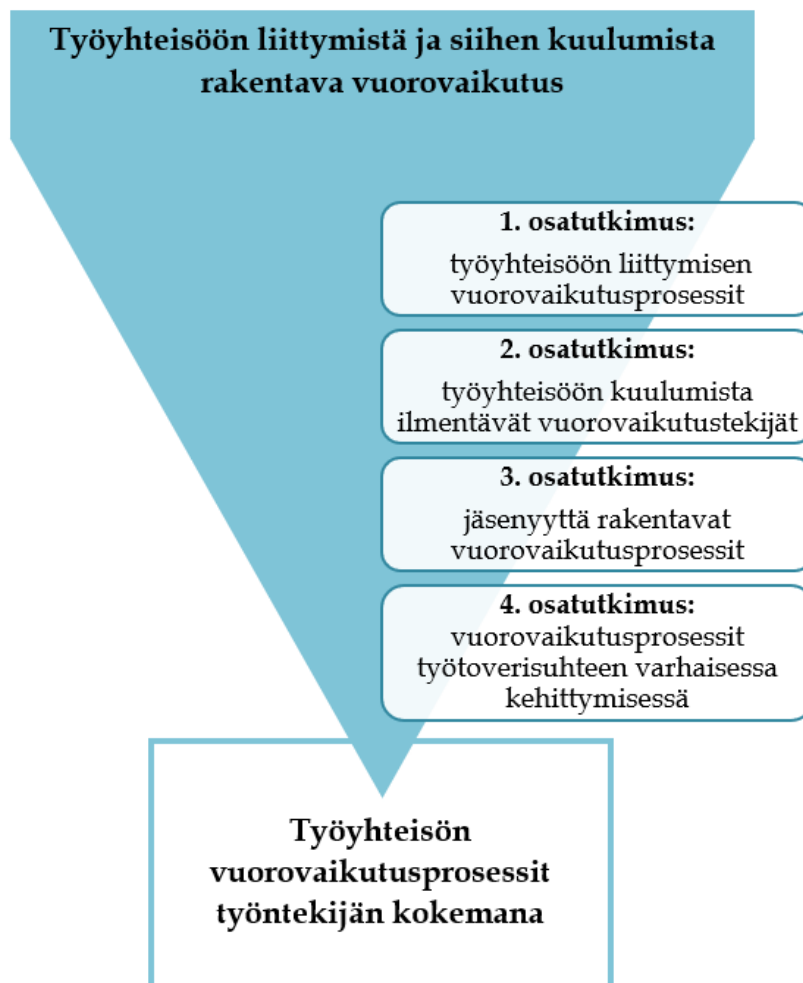 Työyhteisöön liittymistä ja siihen kuulumista
rakentava vuorovaikutus
1. osatutkimus:
työyhteisöön liittymisen
vuorovaikutusprosessit
2. osatutkimus:
työyhteisöön kuulumista
ilmentävät vuorovaikutustekijät
3. osatutkimus:
jäsenyyttä rakentavat
vuorovaikutusprosessit
4. osatutkimus:
vuorovaikutusprosessit
työtoverisuhteen varhaisessa
kehittymisessä
Työyhteisön
vuorovaikutusprosessit
työntekijän kokemana